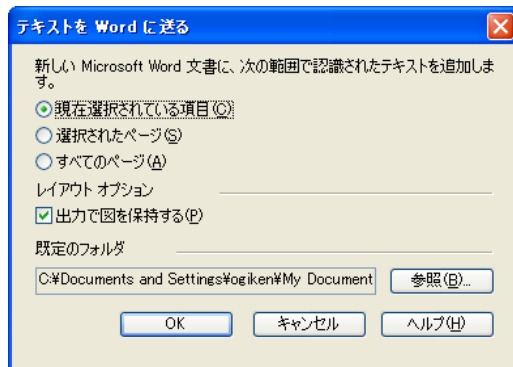 テキストを Word に送る
新しい Microsoft Word 文書に、次の範囲で認識されたテキストを追加しま
す。
現在選択されている項目(C)
選択されたページ(S)
すべてのページ(A)
レイアウト オプション
出力で図を保持する(P)
既定のフォルダ
C:¥Documents and Settings¥ogiken¥My Document
参照(B)...
OK キャンセル ヘルプ(H)